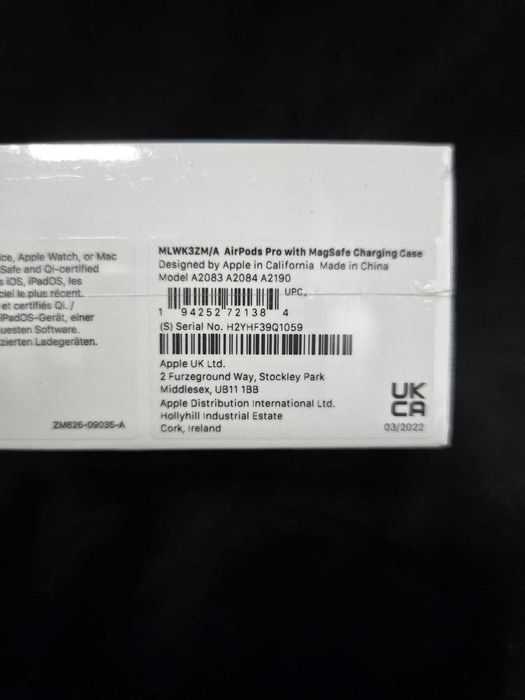 ice, Apple Watch, or Mac
Safe and Qi-certified
s iOS, iPadOS, les
ciel le plus récent.
et certifiés Qi. /
iPadOS-Gerät, einer
uesten Software.
zierten Ladegeräten.
ZM626-09035-A
MLWK3ZM/A AirPods Pro with MagSafe Charging Case
Designed by Apple in California Made in China
Model A2083 A2084 A2190
UPC,
1 94252 72138 4
(S) Serial No. H2YHF39Q1059
Apple UK Ltd.
2 Furzeground Way, Stockley Park
Middlesex, UB11 1BB
Apple Distribution International Ltd.
Hollyhill Industrial Estate
Cork, Ireland
UK
CA
03/2022